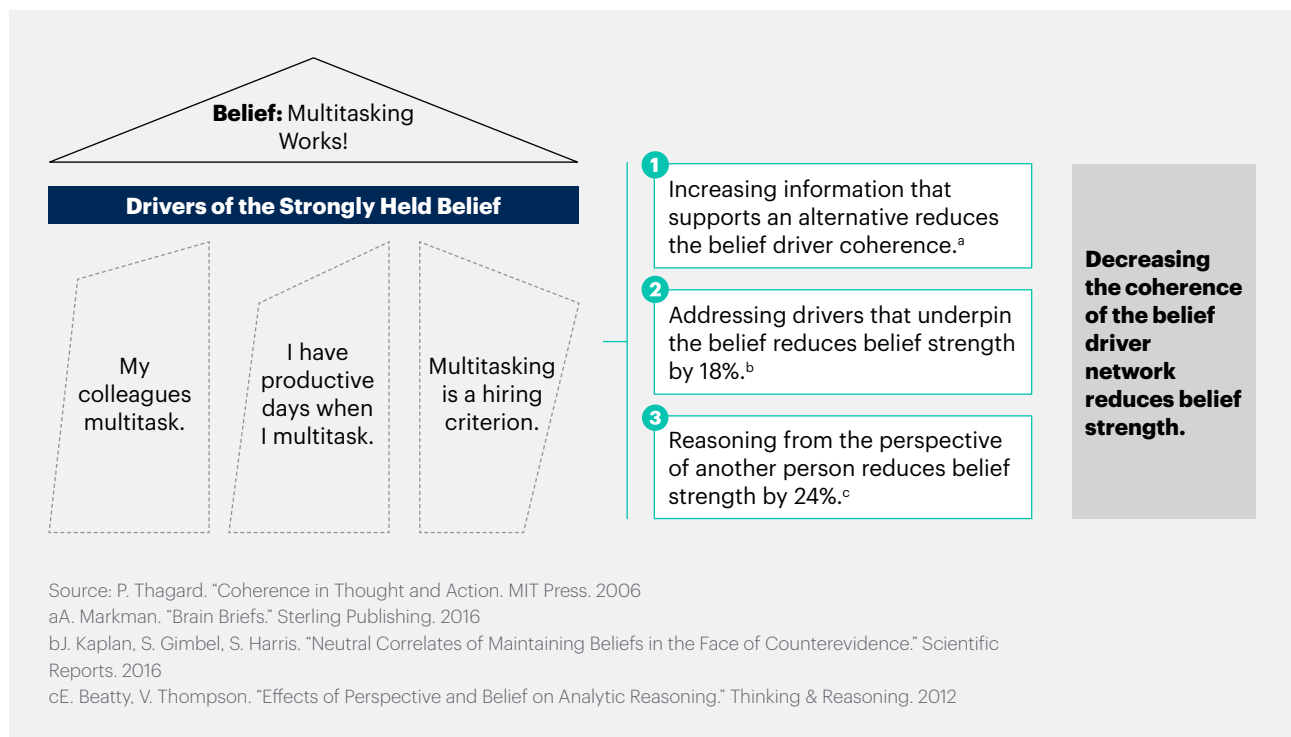 Belief: Multitasking
Works!
Drivers of the Strongly Held Belief
My
colleagues
multitask.
I have
productive
days when
I multitask.
Multitasking
is a hiring
criterion.
1
Increasing information that
supports an alternative reduces
the belief driver coherence.a
2
Addressing drivers that underpin
the belief reduces belief strength
by 18%.b
3
Reasoning from the perspective
of another person reduces belief
strength by 24%.c
Decreasing
the coherence
of the belief
driver
network
reduces belief
strength.
Source: P. Thagard. “Coherence in Thought and Action. MIT Press. 2006
aA. Markman. “Brain Briefs.” Sterling Publishing. 2016
bJ. Kaplan, S. Gimbel, S. Harris. “Neutral Correlates of Maintaining Beliefs in the Face of Counterevidence.” Scientific
Reports. 2016
cE. Beatty, V. Thompson. “Effects of Perspective and Belief on Analytic Reasoning.” Thinking & Reasoning. 2012